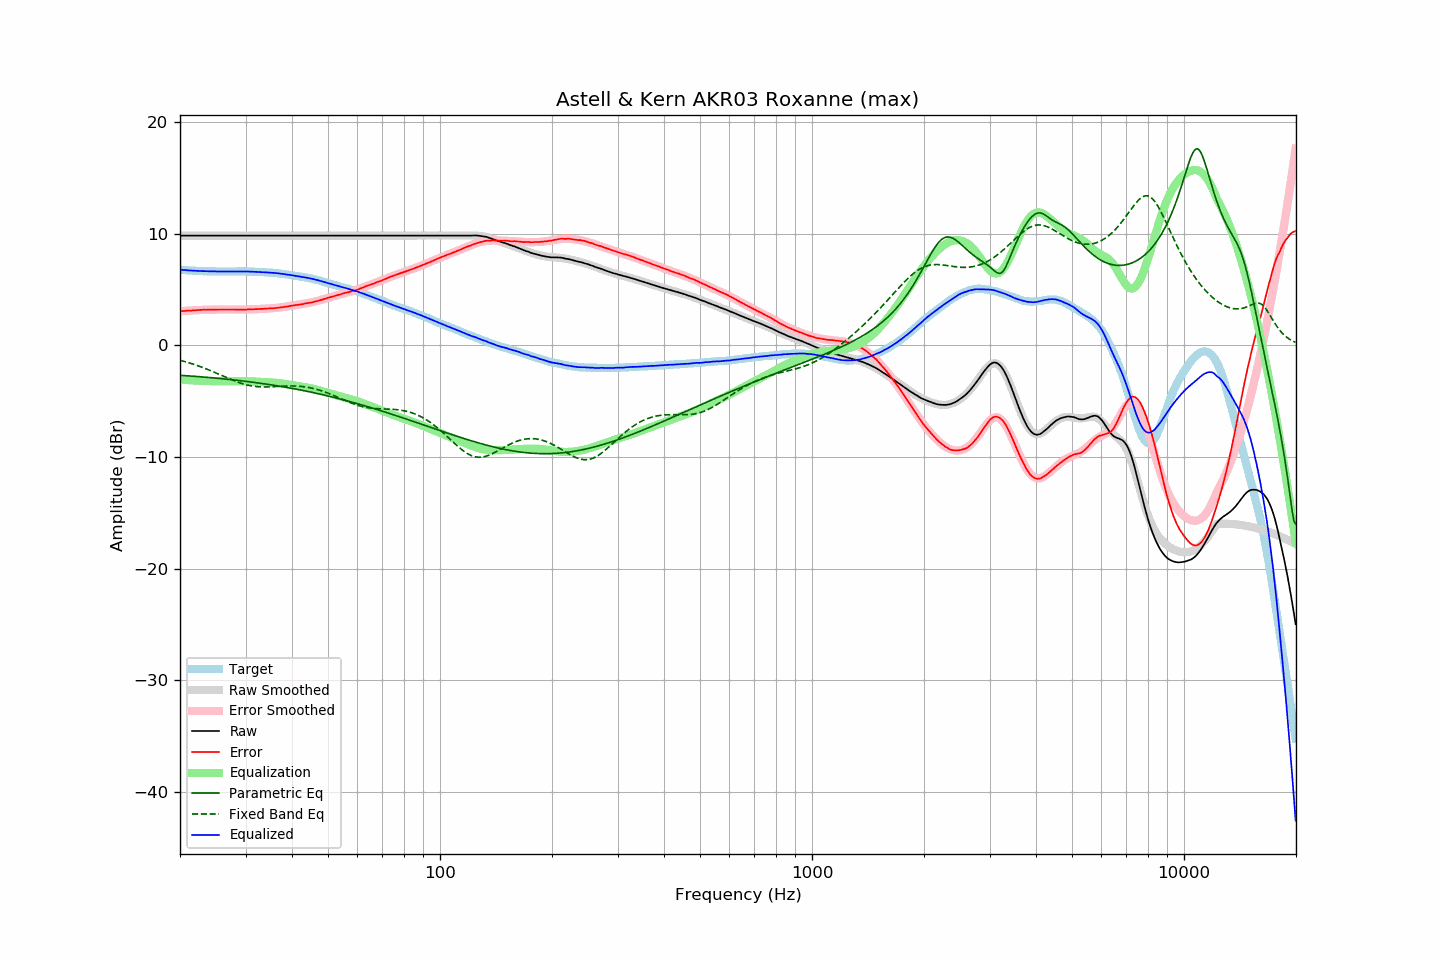 Astell & Kern AKR03 Roxanne (max)
20
10
0
−10
−20
−30
−40
Amplitude (dBr)
Target
Raw Smoothed
Error Smoothed
Raw
Error
Equalization
Parametric Eq
Fixed Band Eq
Equalized
100
1000
10000
Frequency (Hz)